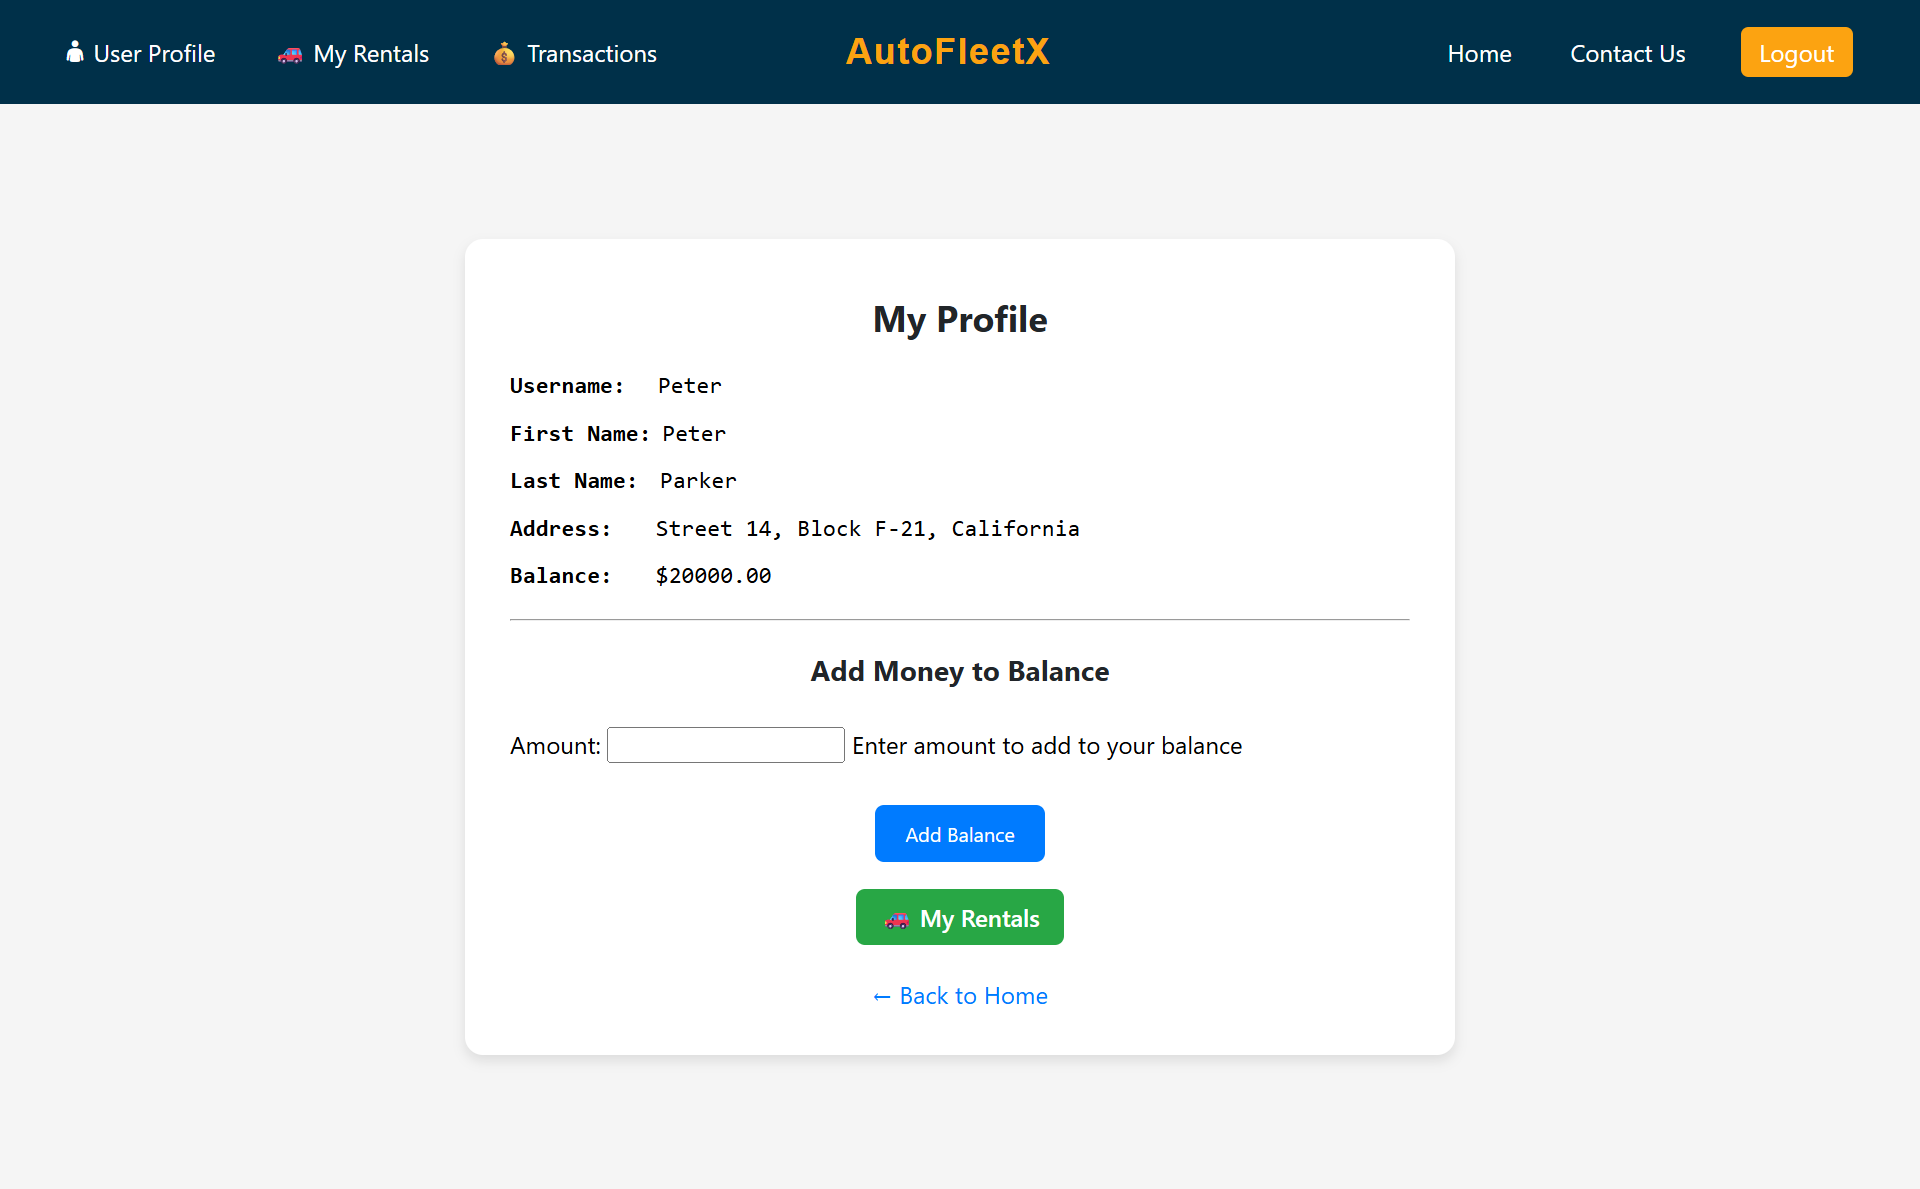 User Profile My Rentals Transactions AutoFleetX Home Contact Us Logout
My Profile
Username: Peter
First Name: Peter
Last Name: Parker
Address: Street 14, Block F-21, California
Balance: $20000.00
Add Money to Balance
Amount: Enter amount to add to your balance
Add Balance
My Rentals
← Back to Home